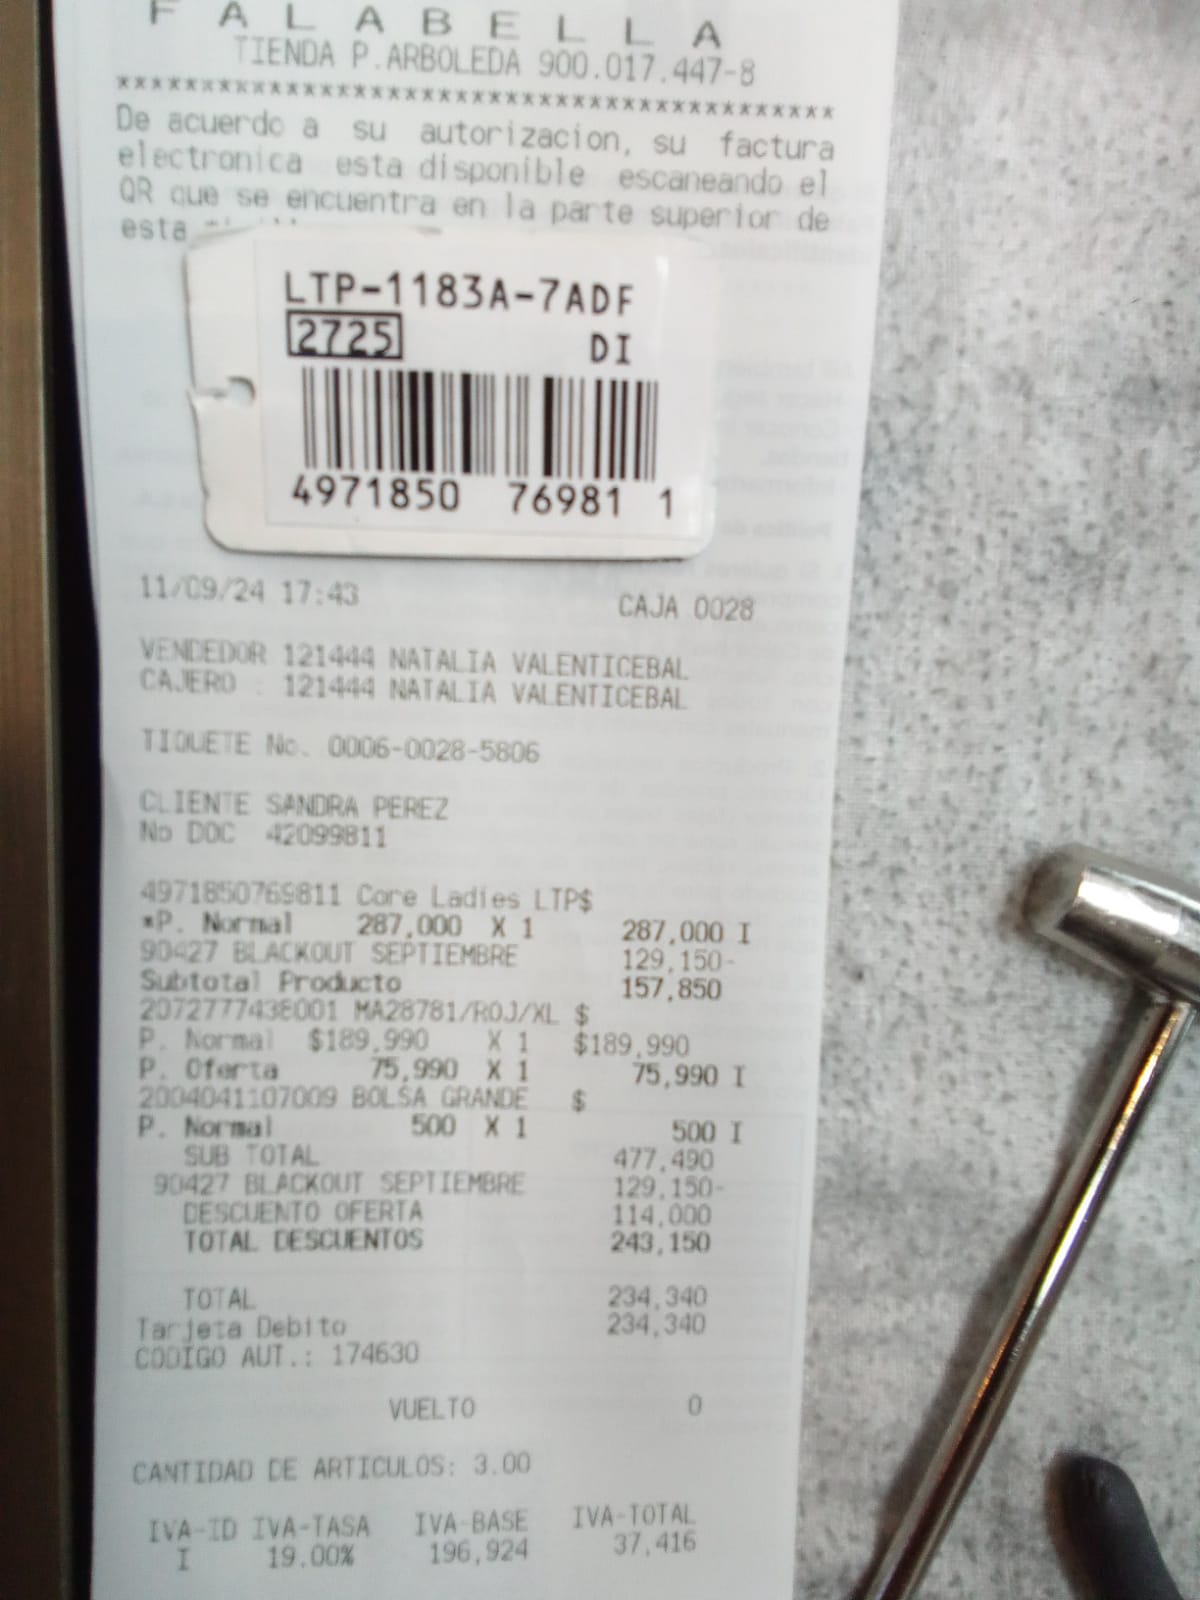 FALABELLA
TIENDA P.ARBOLEDA 900.017.447-8
****************************************
De acuerdo a su autorizacion, su factura
electronica esta disponible escaneando el
QR que se encuentra en la parte superior de
esta
LTP-1183A-7ADF
2725 DI
4971850 76981 1
11/09/24 17:43 CAJA 0028
VENDEDOR 121444 NATALIA VALENTICEBAL
CAJERO : 121444 NATALIA VALENTICEBAL
TIQUETE No. 0006-0028-5806
CLIENTE SANDRA PEREZ
No DOC 42099811
4971850769811 Core Ladies LTP$
*P. Normal 287,000 X 1 287,000 I
90427 BLACKOUT SEPTIEMBRE 129,150-
Subtotal Producto 157,850
2072777438001 MA28781/ROJ/XL $
P. Normal $189,990 X 1 $189,990
P. Oferta 75,990 X 1 75,990 I
2004041107009 BOLSA GRANDE $
P. Normal 500 X 1 500 I
SUB TOTAL 477,490
90427 BLACKOUT SEPTIEMBRE 129,150-
DESCUENTO OFERTA 114,000
TOTAL DESCUENTOS 243,150
TOTAL 234,340
Tarjeta Debito 234,340
CODIGO AUT.: 174630
VUELTO 0
CANTIDAD DE ARTICULOS: 3.00
IVA-ID IVA-TASA IVA-BASE IVA-TOTAL
I 19.00% 196,924 37,416